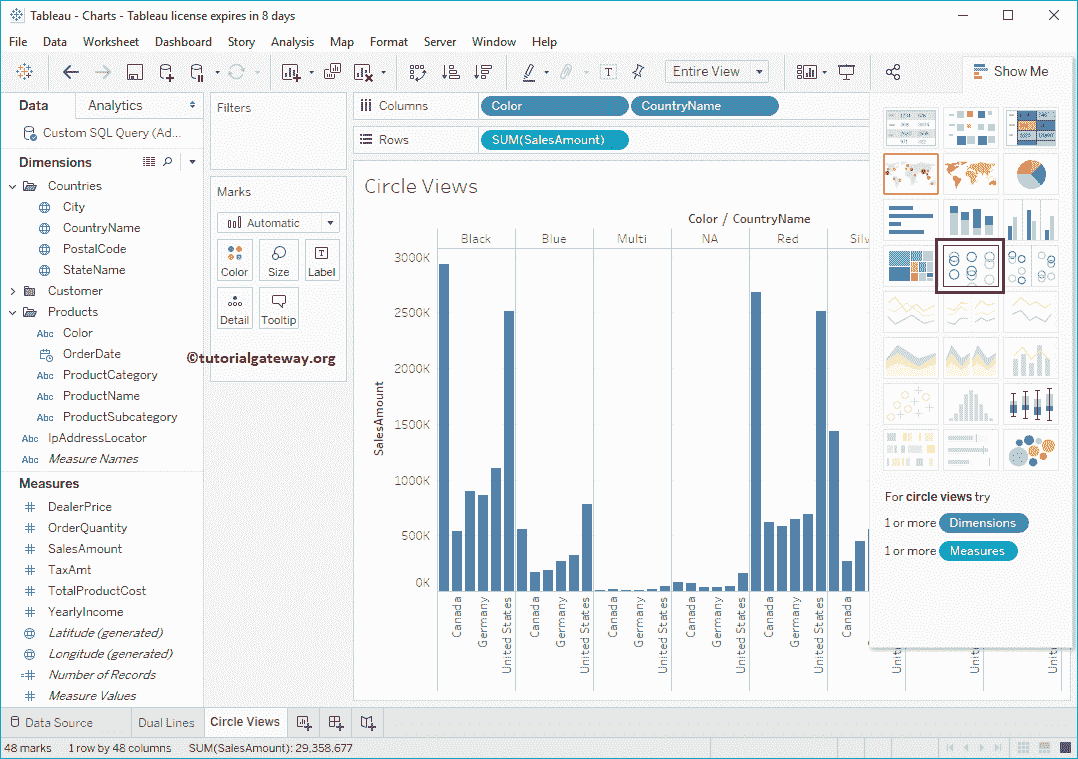 Tableau - Charts - Tableau license expires in 8 days
File Data Worksheet Dashboard Story Analysis Map Format Server Window Help
Entire View
Show Me
Data Analytics
Custom SQL Query (Ad...
Dimensions
Countries
City
CountryName
PostalCode
StateName
Customer
Products
Color
OrderDate
ProductCategory
ProductName
ProductSubcategory
IpAddressLocator
Measure Names
Measures
DealerPrice
OrderQuantity
SalesAmount
TaxAmt
TotalProductCost
YearlyIncome
Latitude (generated)
Longitude (generated)
Number of Records
Measure Values
Filters
Marks
Automatic
Color Size Label
Detail Tooltip
©tutorialgateway.org
Columns Color CountryName
Rows SUM(SalesAmount)
Circle Views
Color / CountryName
Black Blue Multi NA Red Silv
SalesAmount
3000K
2500K
2000K
1500K
1000K
500K
0K
Canada Germany United States Canada Germany United States Canada Germany United States Canada Germany United States Canada Germany United States Canada
For circle views try
1 or more Dimensions
1 or more Measures
Data Source Dual Lines Circle Views
48 marks 1 row by 48 columns SUM(SalesAmount): 29,358,677